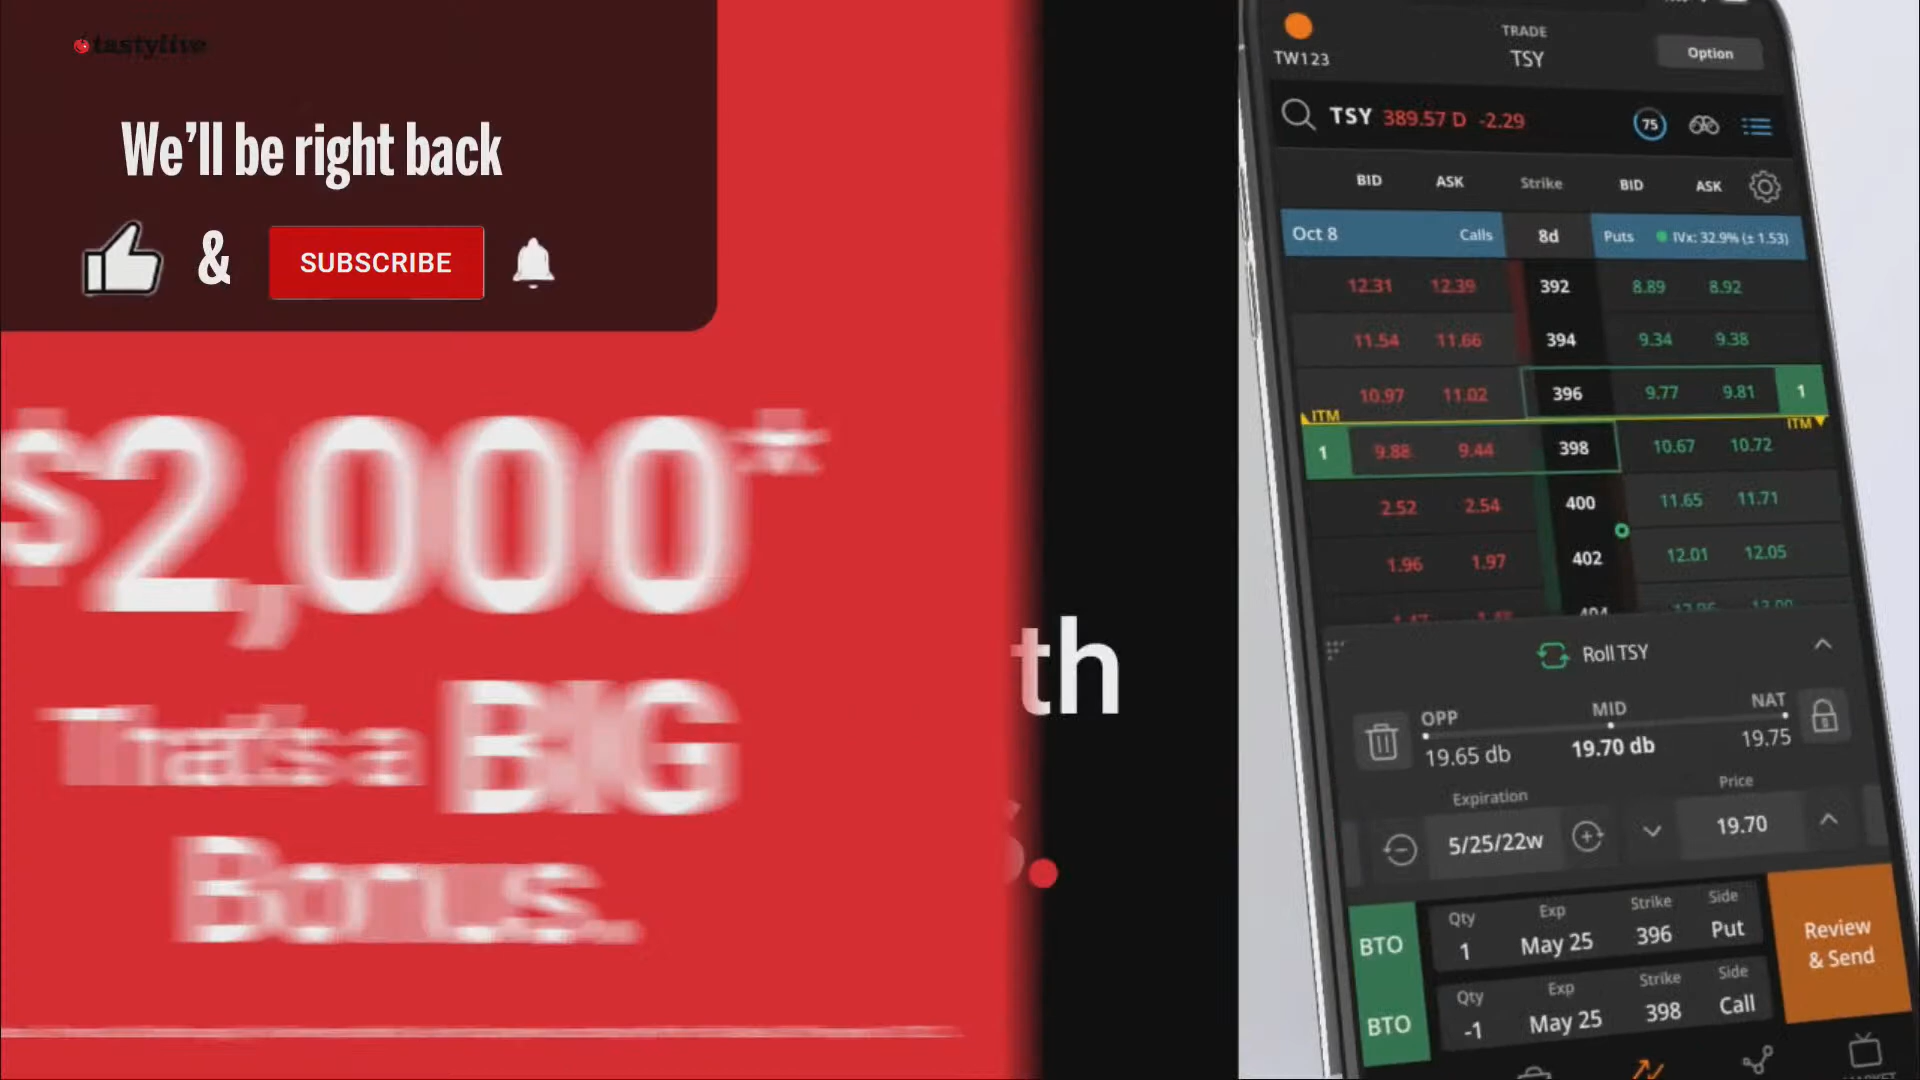 tastylive
We'll be right back
& SUBSCRIBE
$2,000*
That's a BIG
Bonus..
th
TW123
TRADE
TSY
Option
TSY 389.57 D -2.29
75
BID ASK Strike BID ASK
Oct 8 Calls 8d Puts IVx: 32.9% (± 1.53)
12.31 12.39 392 8.89 8.92
11.54 11.66 394 9.34 9.38
10.97 11.02 396 9.77 9.81 1
ITM ITM
1 9.88 9.44 398 10.67 10.72
2.52 2.54 400 11.65 11.71
1.96 1.97 402 12.01 12.05
Roll TSY
OPP MID NAT
19.65 db 19.70 db 19.75
Expiration Price
5/25/22w 19.70
Qty Exp Strike Side
BTO 1 May 25 396 Put
Qty Exp Strike Side
BTO -1 May 25 398 Call
Review
& Send